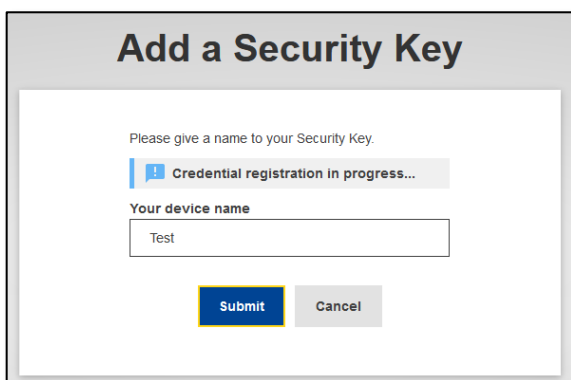 Add a Security Key
Please give a name to your Security Key.
! Credential registration in progress...
Your device name
Test
Submit Cancel